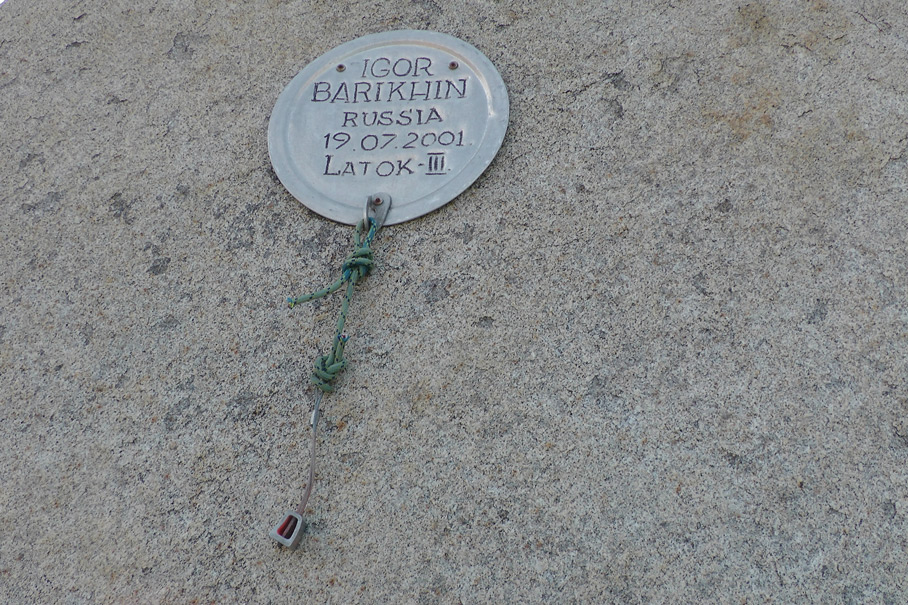 IGOR
BARIKHIN
RUSSIA
19.07.2001.
LATOK-III.